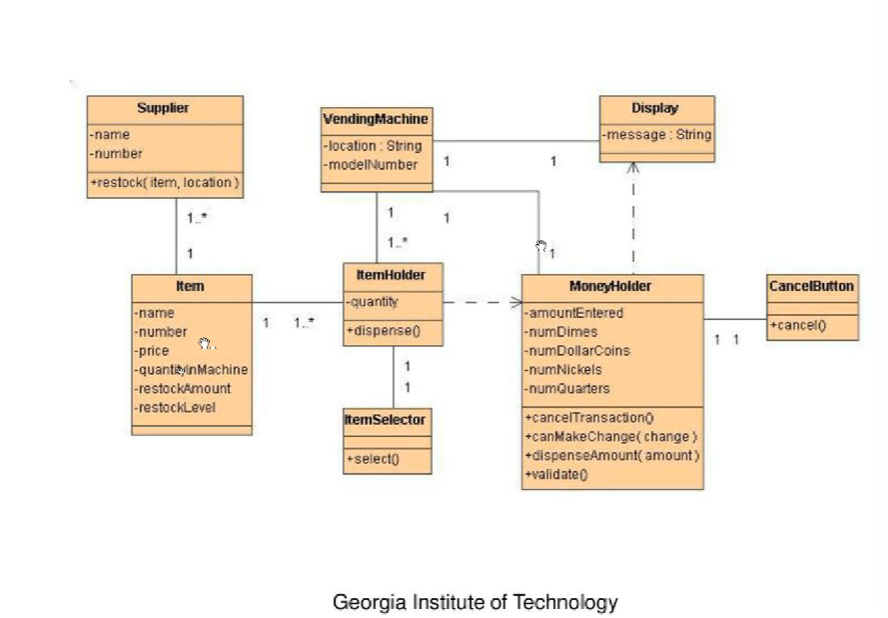 Supplier
-name
-number
+restock( item, location )
1..*
1
VendingMachine
-location : String
-modelNumber
1
1
Display
-message : String
1
1..*
1
1
Item
-name
-number
-price
-quantityInMachine
-restockAmount
-restockLevel
1
1..*
ItemHolder
-quantity
+dispense()
1
1
ItemSelector
+select()
MoneyHolder
-amountEntered
-numDimes
-numDollarCoins
-numNickels
-numQuarters
+cancelTransaction()
+canMakeChange( change )
+dispenseAmount( amount )
+validate()
1 1
CancelButton
+cancel()
Georgia Institute of Technology